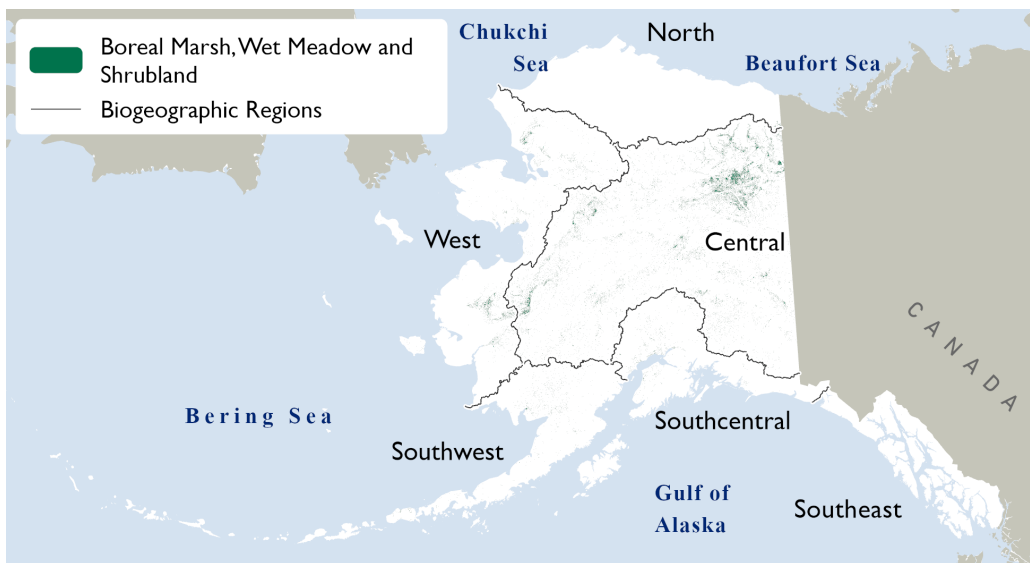 Boreal Marsh, Wet Meadow and
Shrubland
Biogeographic Regions
Chukchi
Sea
North
Beaufort Sea
West
Central
CANADA
Bering Sea
Southwest
Southcentral
Gulf of
Alaska
Southeast